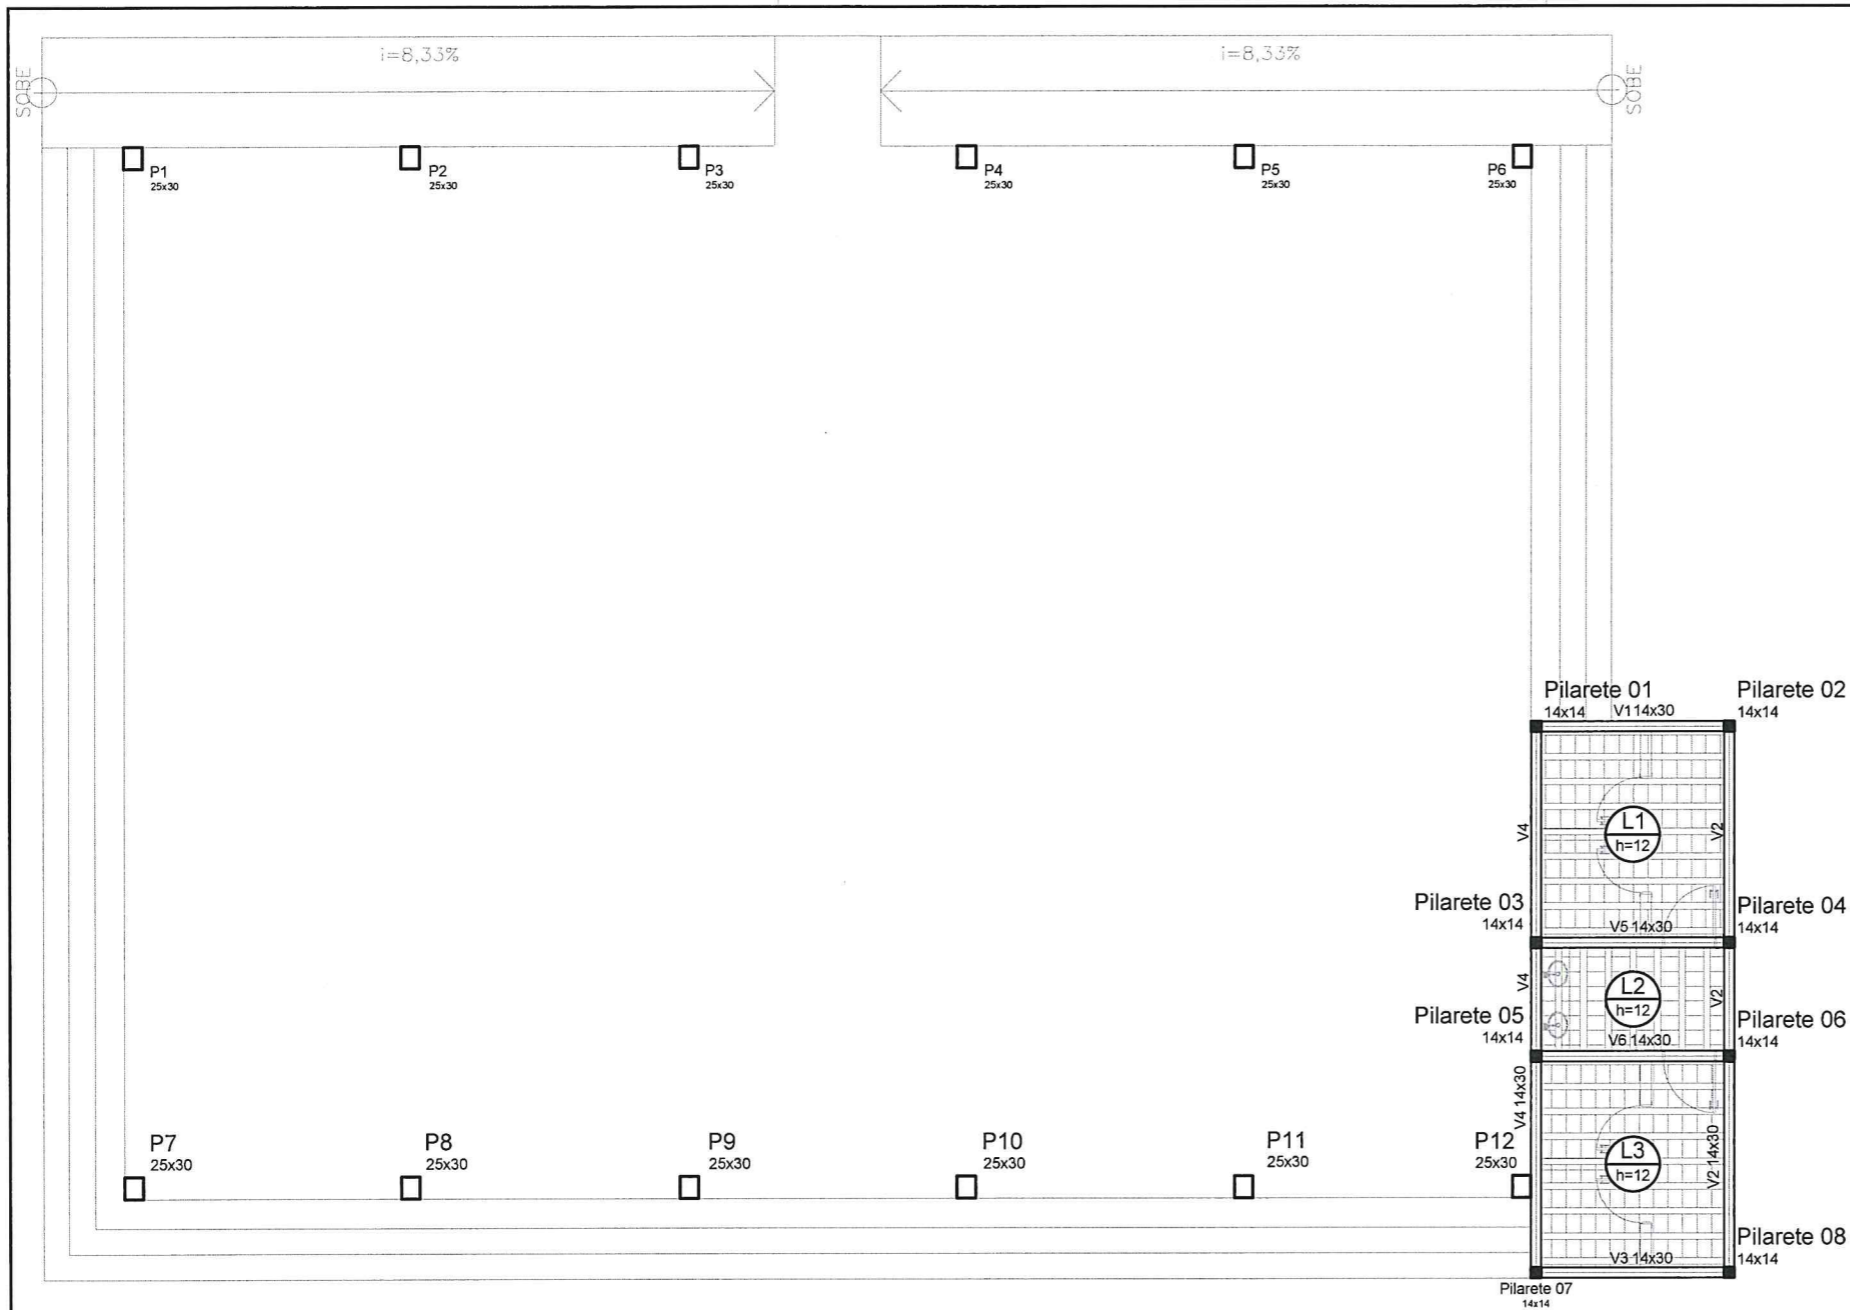 i=8,33%
i=8,33%
SOBE
SOBE
P1
25x30
P2
25x30
P3
25x30
P4
25x30
P5
25x30
P6
25x30
Pilarete 01
14x14
V1 14x30
Pilarete 02
14x14
V4
L1
h=12
V2
Pilarete 03
14x14
V5 14x30
Pilarete 04
14x14
V4
L2
h=12
V2
Pilarete 05
14x14
V6 14x30
Pilarete 06
14x14
V4 14x30
L3
h=12
V2 14x30
P7
25x30
P8
25x30
P9
25x30
P10
25x30
P11
25x30
P12
25x30
V3 14x30
Pilarete 08
14x14
Pilarete 07
14x14